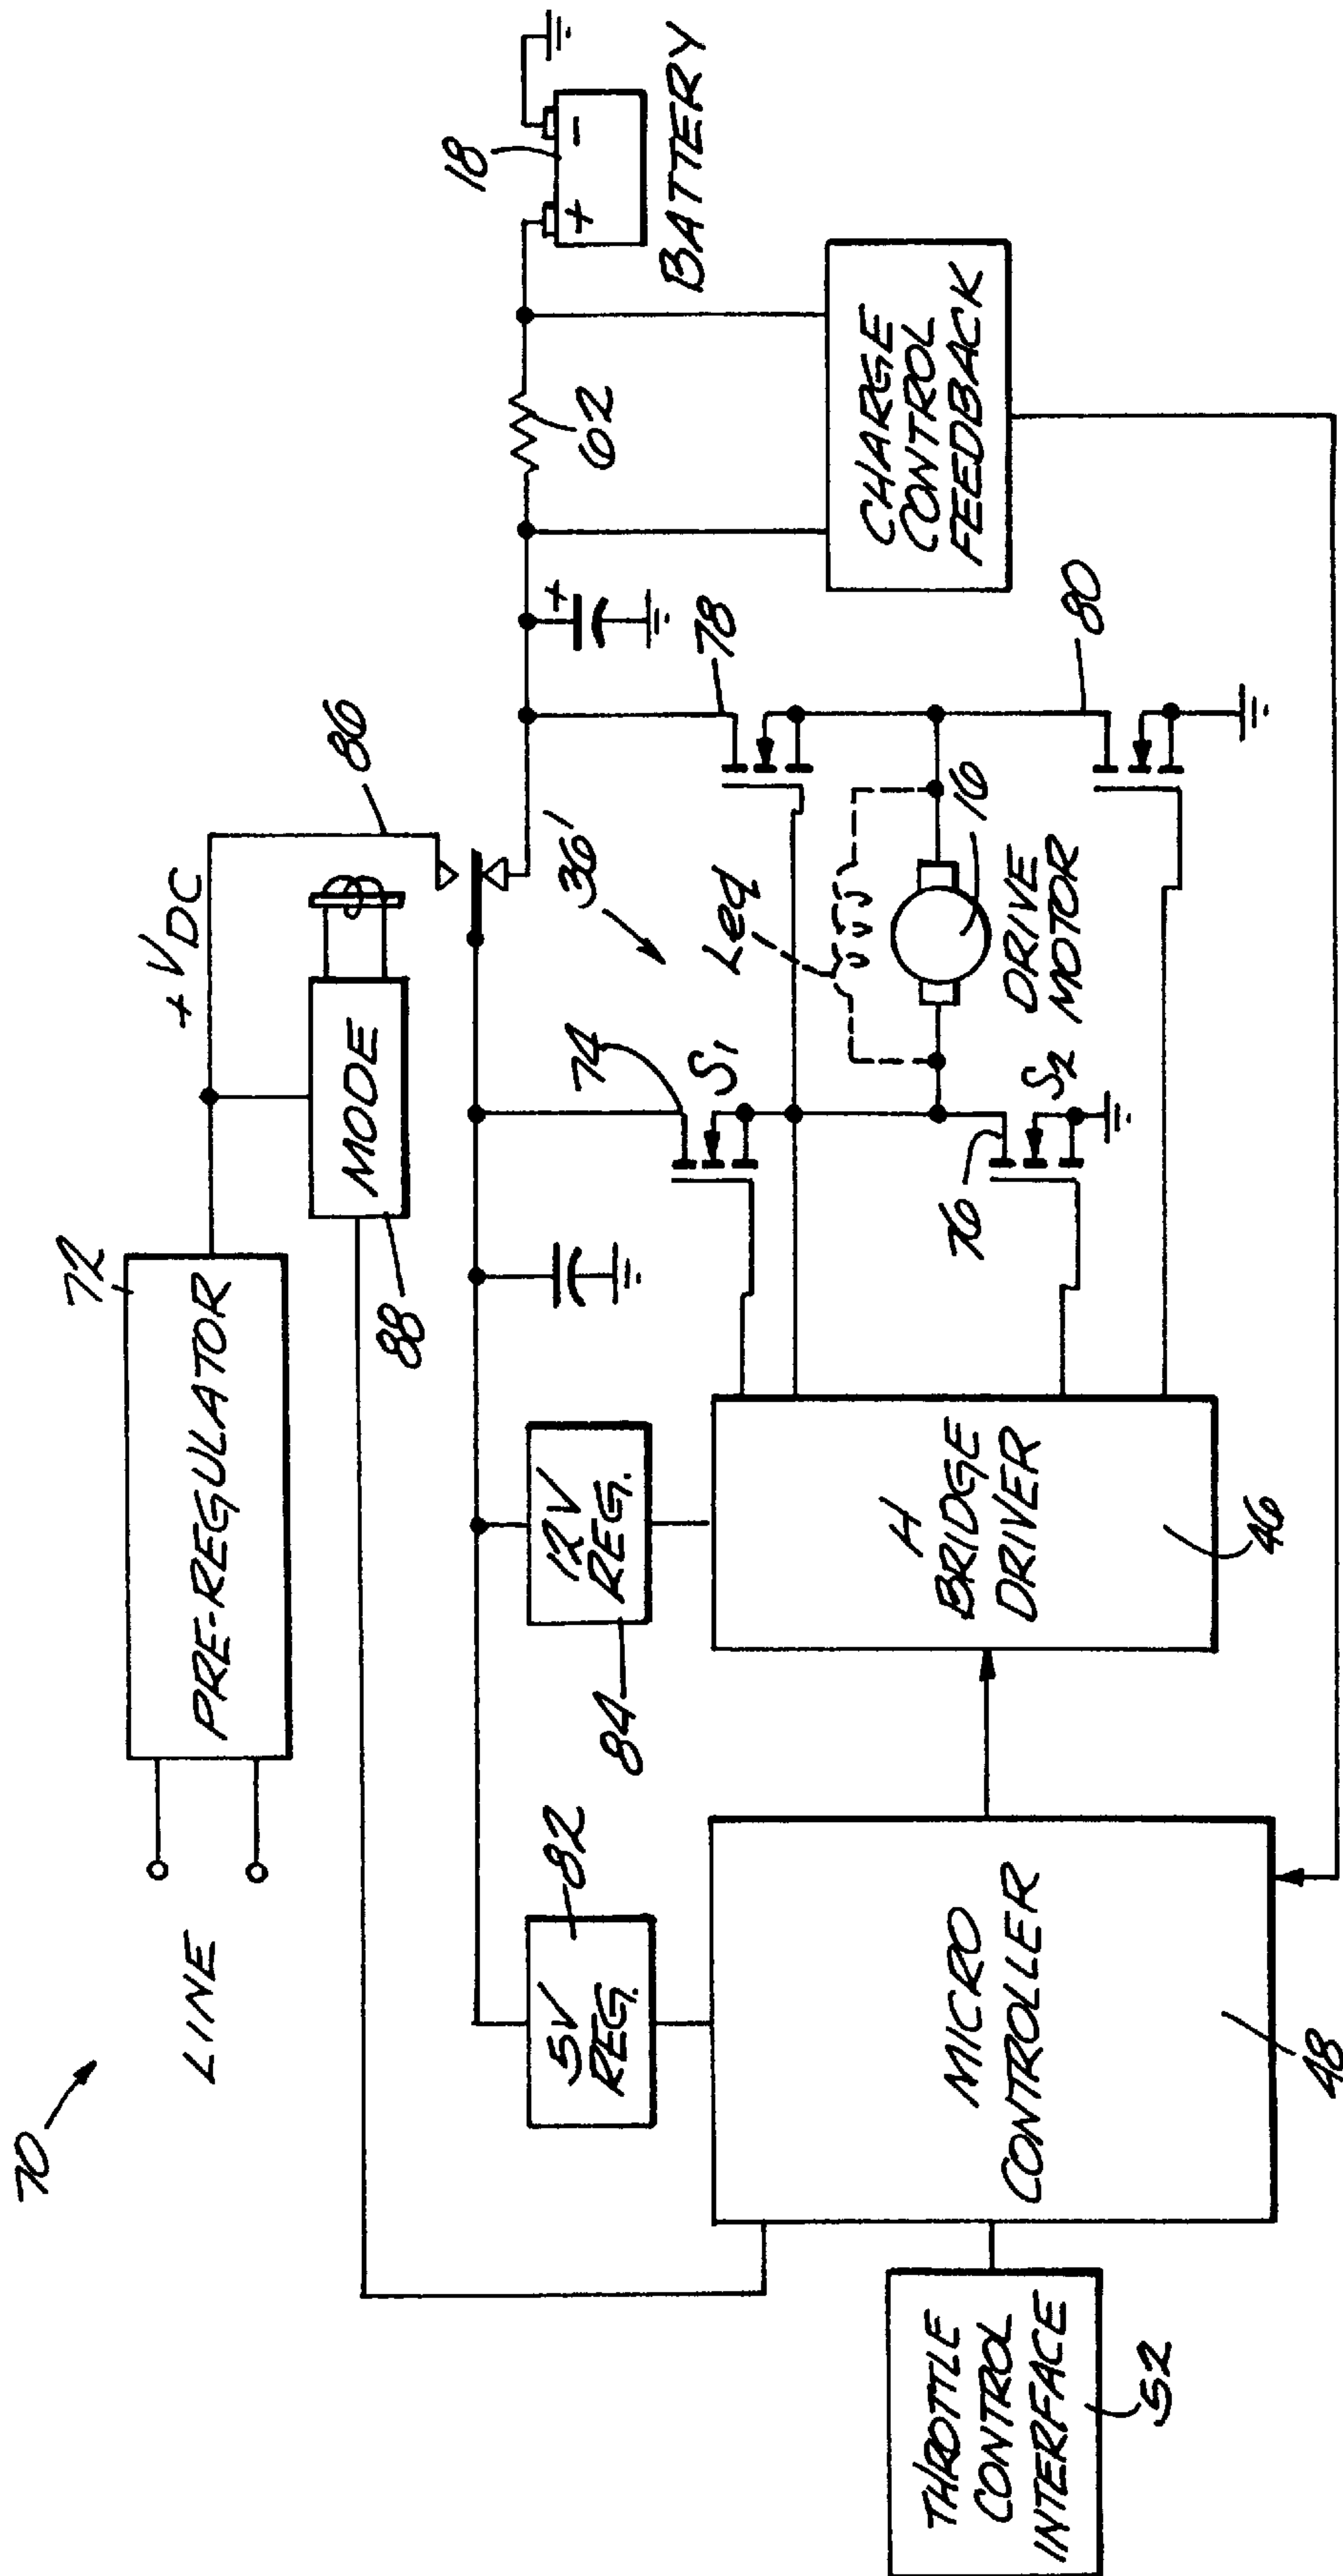 70
LINE
72
PRE-REGULATOR
+ VDC
MODE
88
86
5V
REG.
82
12V
REG.
84
74
S1
36'
Leq
78
62
18
+
-
BATTERY
+
THROTTLE
CONTROL
INTERFACE
52
MICRO
CONTROLLER
48
H
BRIDGE
DRIVER
46
76
S2
DRIVE
MOTOR
16
80
CHARGE
CONTROL
FEEDBACK